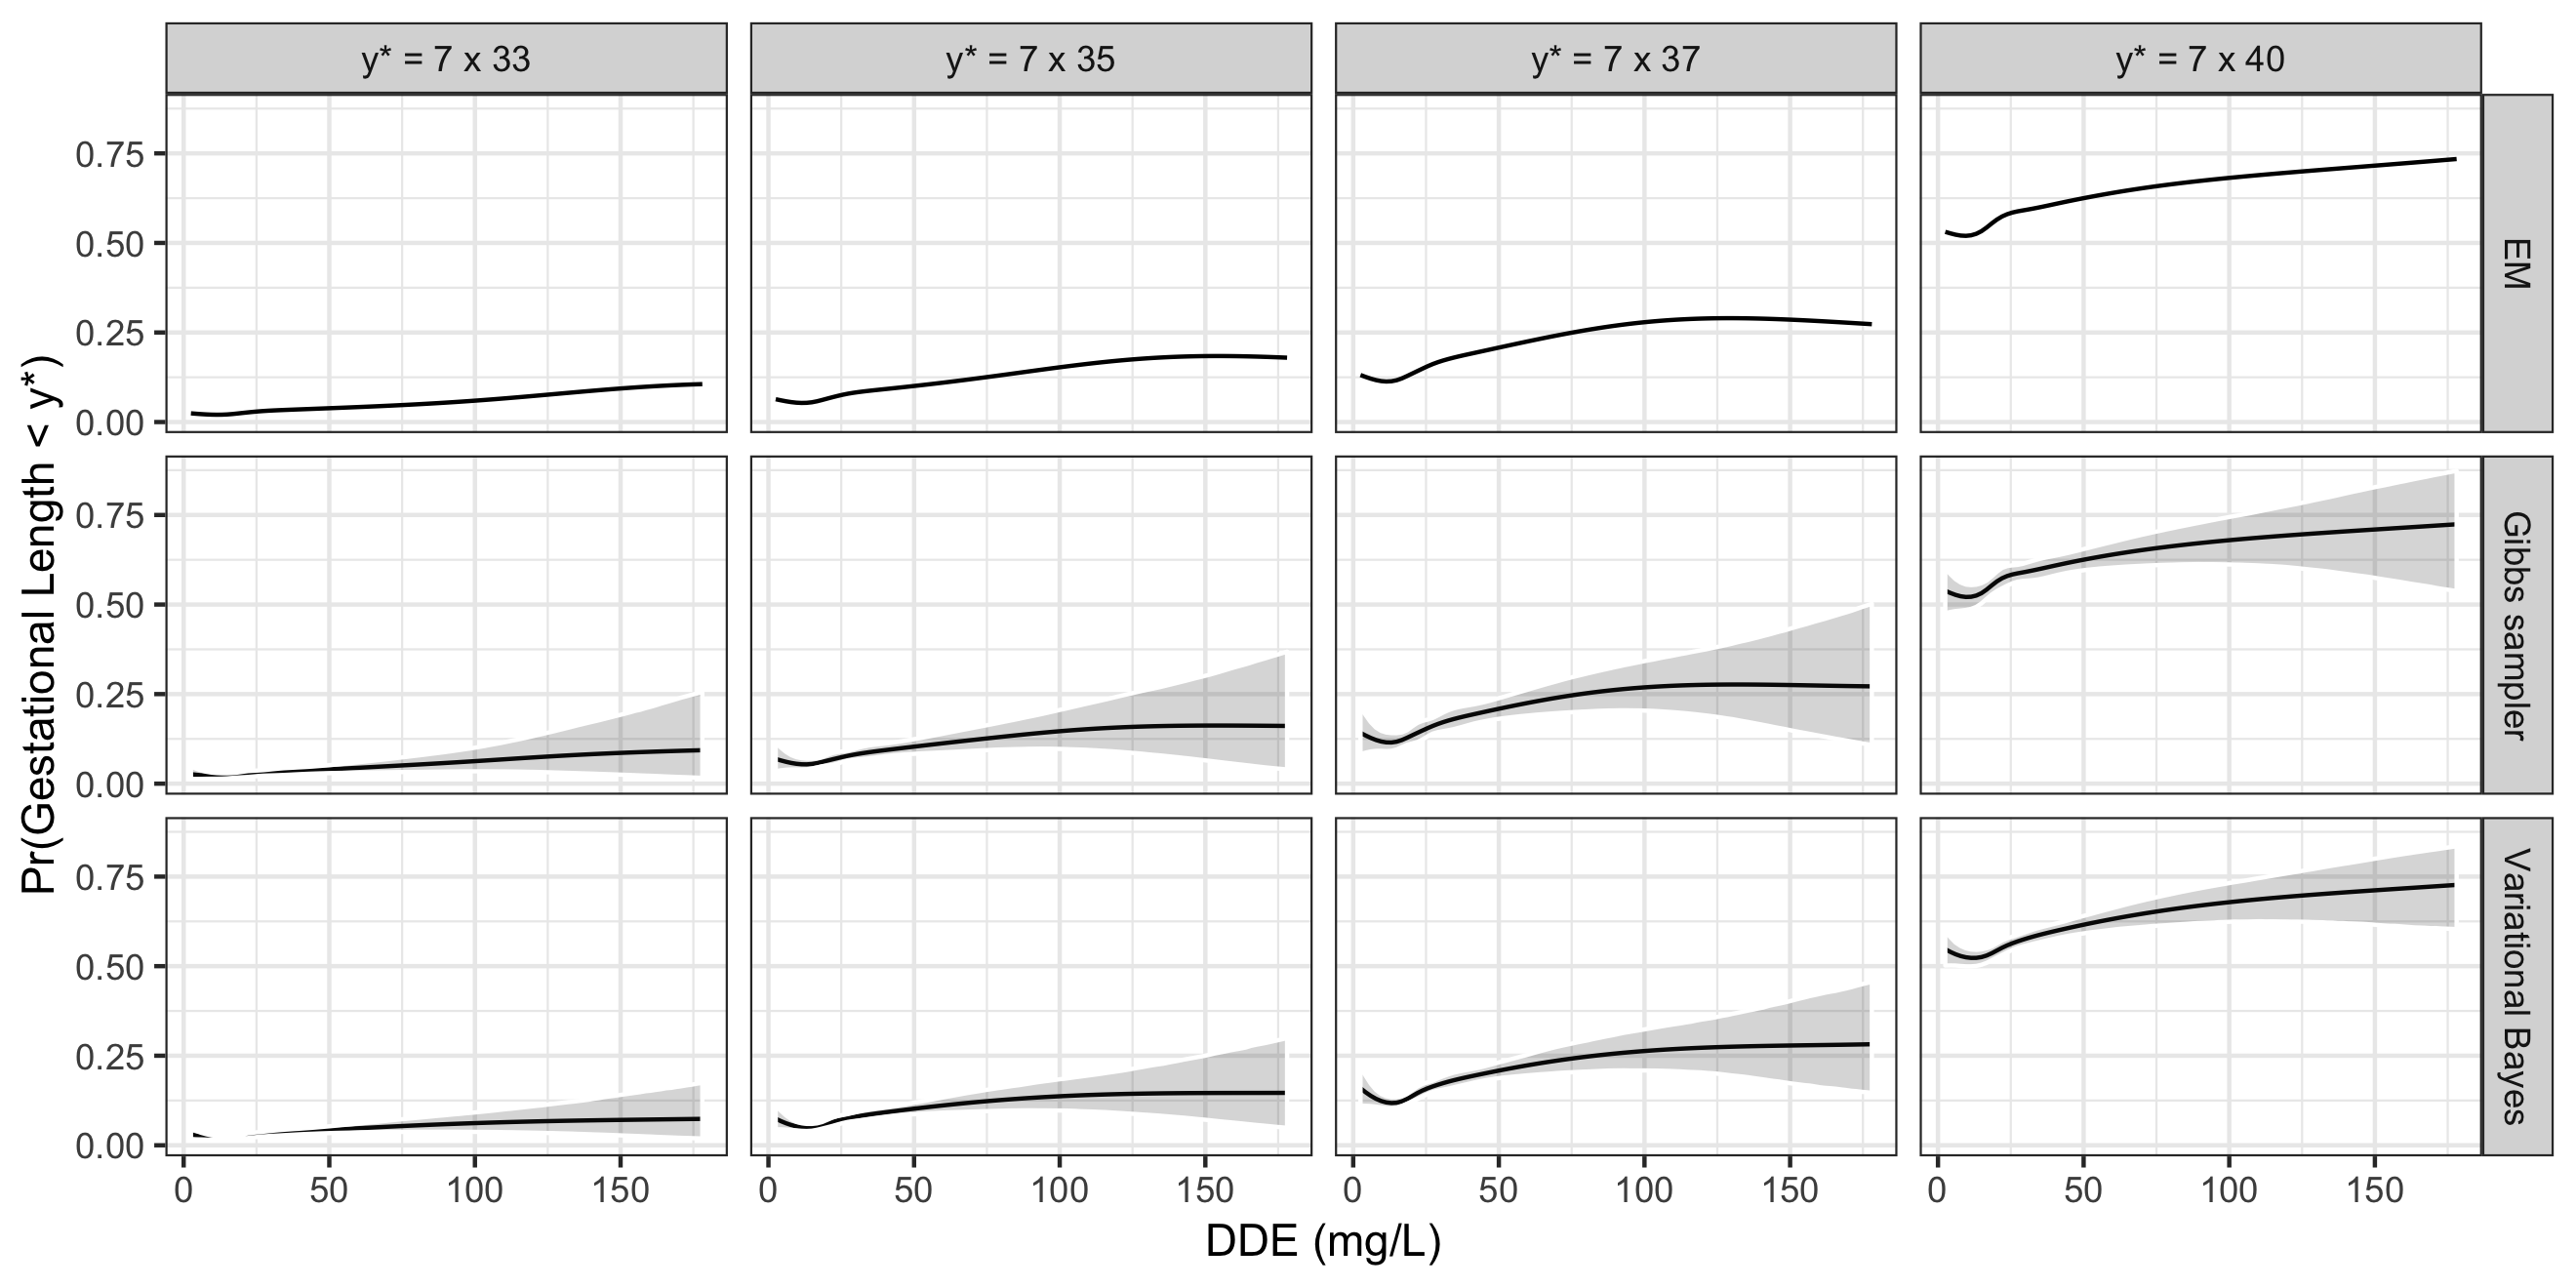 y* = 7 x 33
y* = 7 x 35
y* = 7 x 37
y* = 7 x 40
Pr(Gestational Length < y*)
0.75
0.50
0.25
0.00
EM
0.75
0.50
0.25
0.00
Gibbs sampler
0.75
0.50
0.25
0.00
Variational Bayes
0 50 100 150
0 50 100 150
0 50 100 150
0 50 100 150
DDE (mg/L)